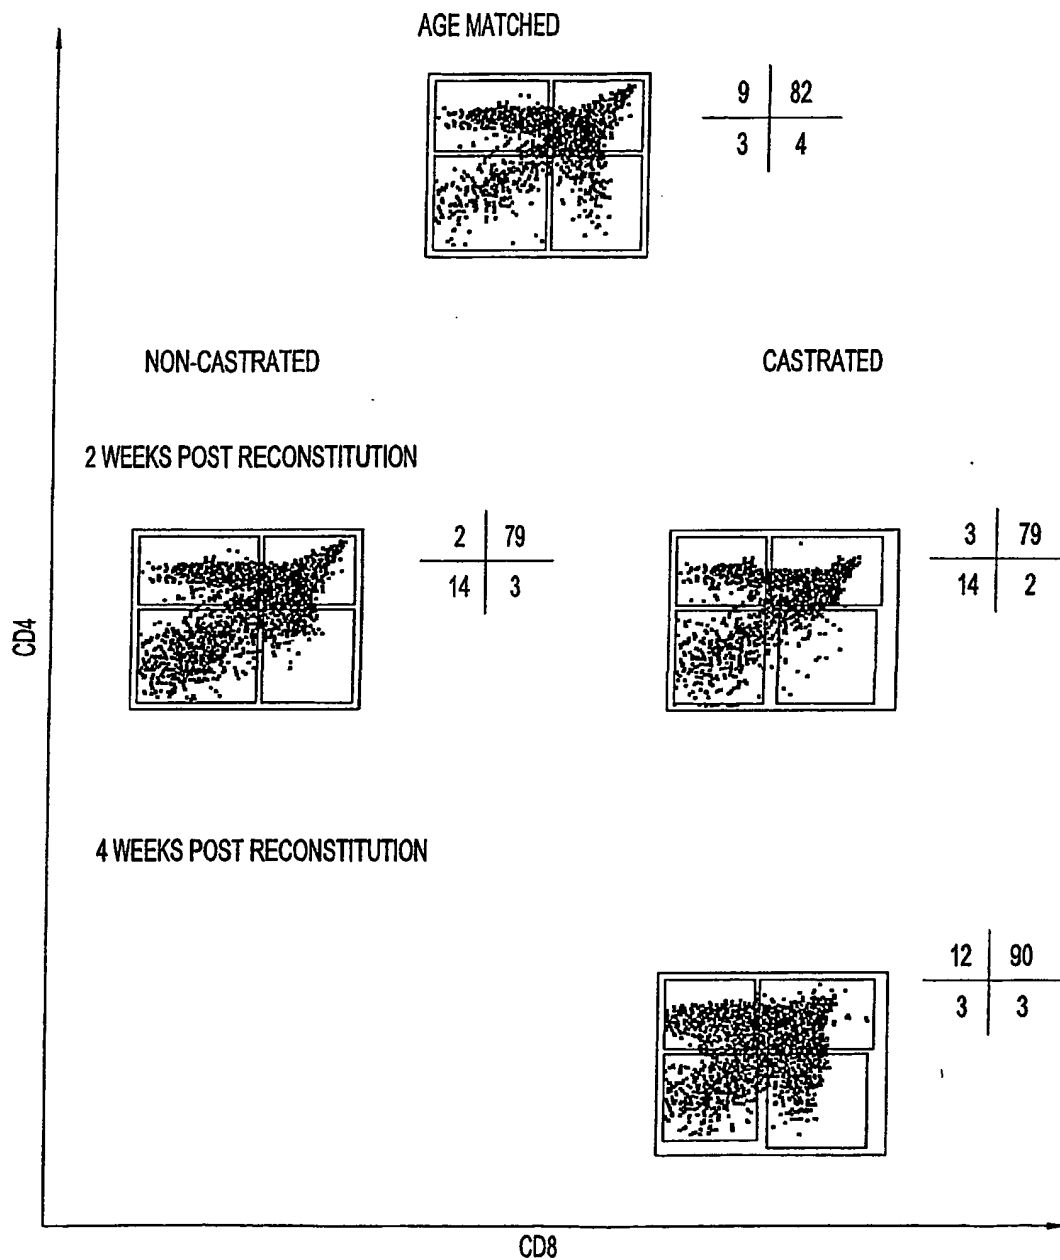 AGE MATCHED
9 82
3 4
NON-CASTRATED
CASTRATED
2 WEEKS POST RECONSTITUTION
2 79
14 3
3 79
14 2
CD4
4 WEEKS POST RECONSTITUTION
12 90
3 3
CD8